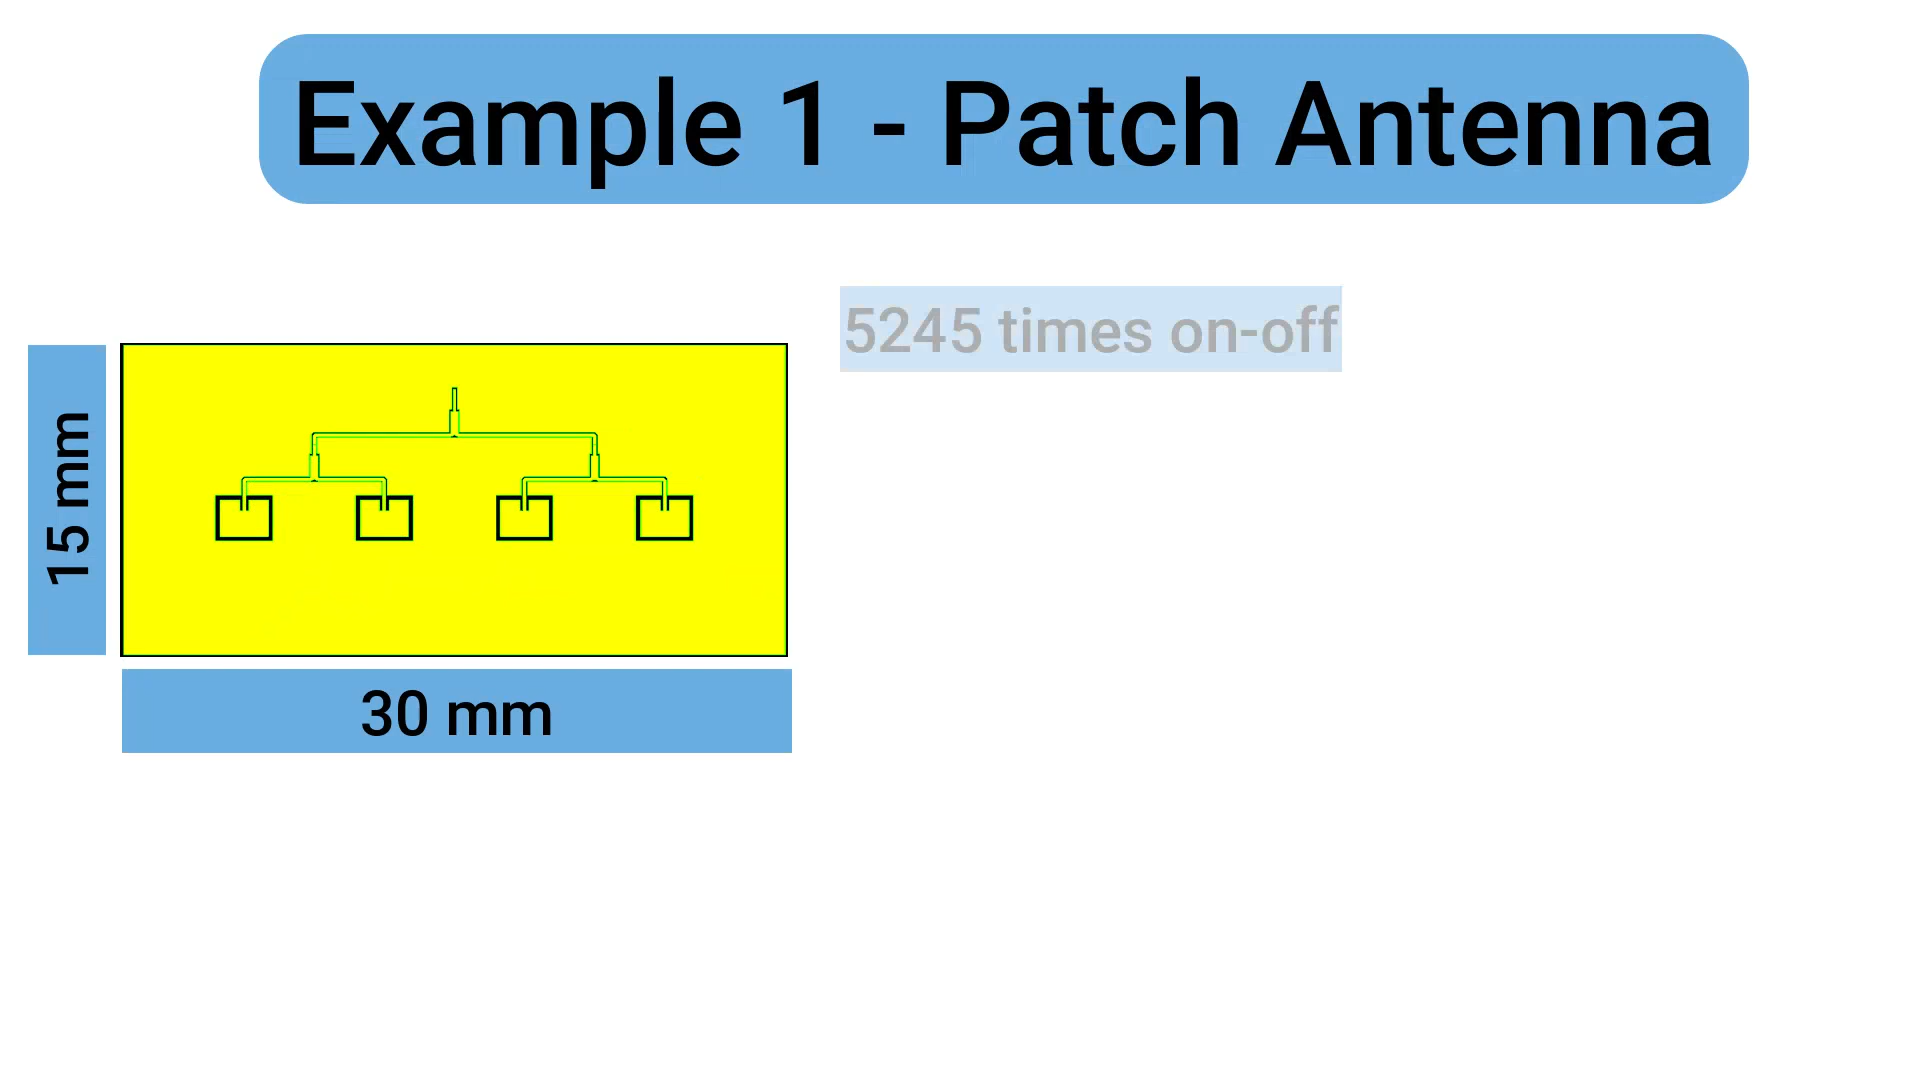 Example 1 - Patch Antenna
5245 times on-off
15 mm
30 mm